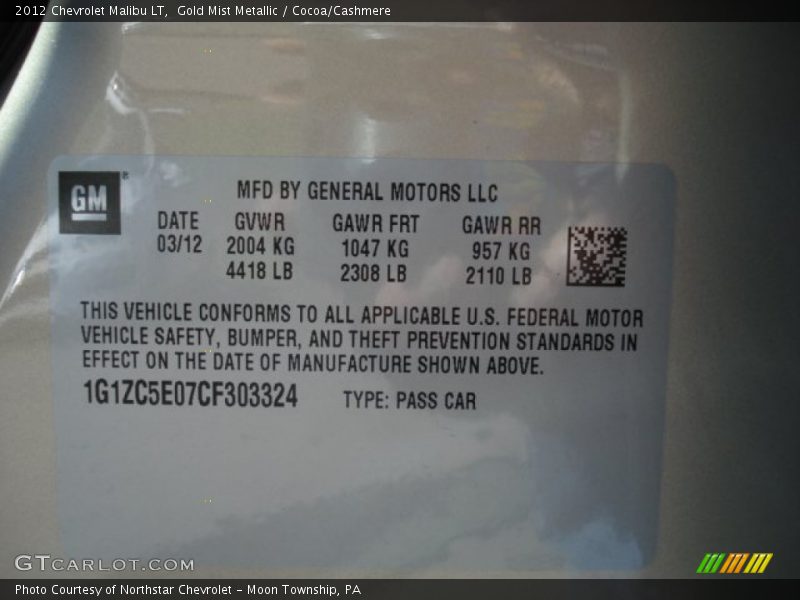 2012 Chevrolet Malibu LT,  Gold Mist Metallic / Cocoa/Cashmere
GM
MFD BY GENERAL MOTORS LLC
DATE GVWR GAWR FRT GAWR RR
03/12 2004 KG 1047 KG 957 KG
4418 LB 2308 LB 2110 LB
THIS VEHICLE CONFORMS TO ALL APPLICABLE U.S. FEDERAL MOTOR
VEHICLE SAFETY, BUMPER, AND THEFT PREVENTION STANDARDS IN
EFFECT ON THE DATE OF MANUFACTURE SHOWN ABOVE.
1G1ZC5E07CF303324 TYPE: PASS CAR
GTCARLOT.COM
Photo Courtesy of Northstar Chevrolet - Moon Township, PA